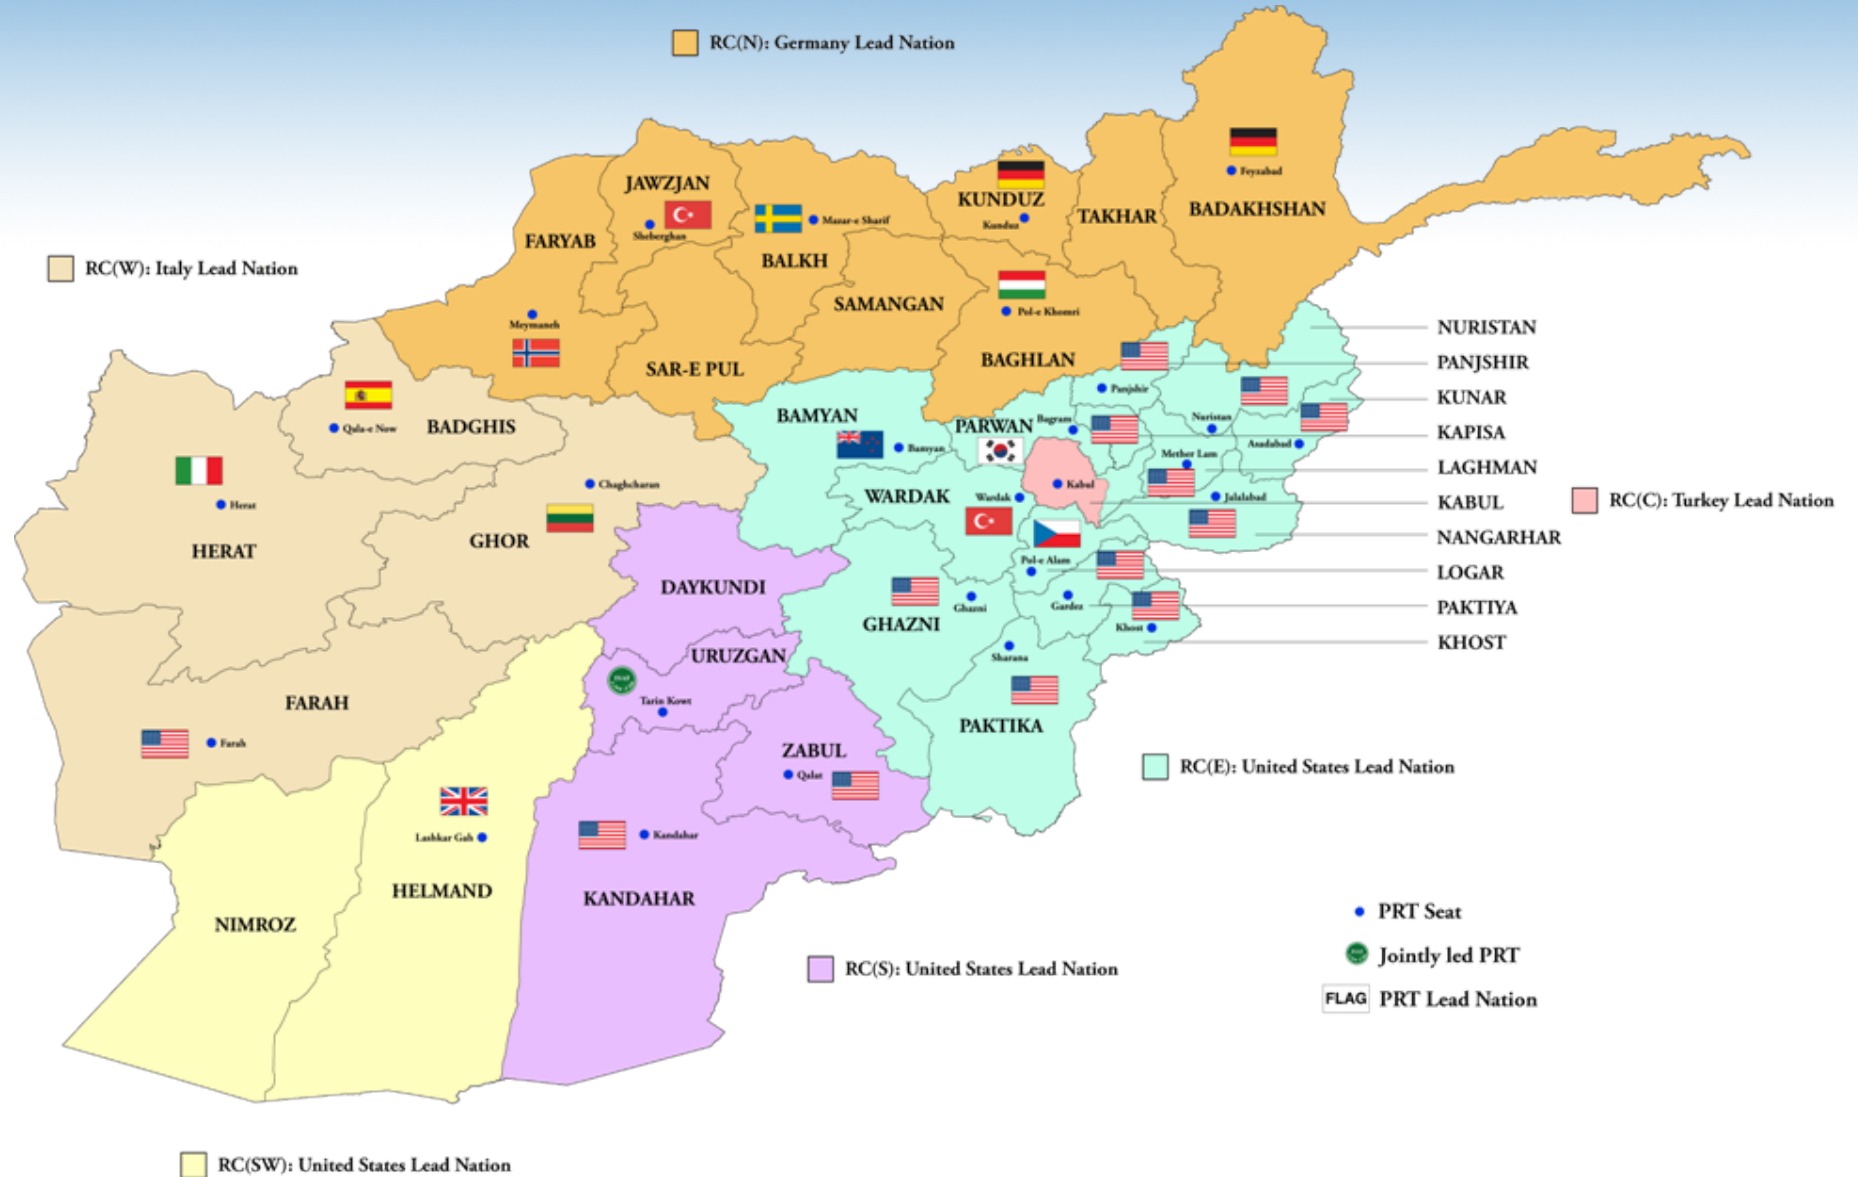 RC(N): Germany Lead Nation
JAWZJAN
Sheberghan
FARYAB
Meymaneh
Mazar-e Sharif
BALKH
KUNDUZ
Kunduz
TAKHAR
Feyzabad
BADAKHSHAN
SAMANGAN
SAR-E PUL
Pol-e Khomri
BAGHLAN
RC(W): Italy Lead Nation
Qala-e Now
BADGHIS
Herat
HERAT
Chaghcharan
GHOR
FARAH
Farah
BAMYAN
Bamyan
PARWAN
Bagram
Panjshir
Nuristan
Asadabad
Mether Lam
Jalalabad
WARDAK
Wardak
Kabul
Pol-e Alam
Gardez
Khost
Ghazni
GHAZNI
Sharana
PAKTIKA
NURISTAN
PANJSHIR
KUNAR
KAPISA
LAGHMAN
KABUL
NANGARHAR
LOGAR
PAKTIYA
KHOST
RC(C): Turkey Lead Nation
DAYKUNDI
URUZGAN
Tarin Kowt
ZABUL
Qalat
Kandahar
KANDAHAR
Lashkar Gah
HELMAND
NIMROZ
RC(E): United States Lead Nation
RC(S): United States Lead Nation
RC(SW): United States Lead Nation
PRT Seat
Jointly led PRT
FLAG PRT Lead Nation